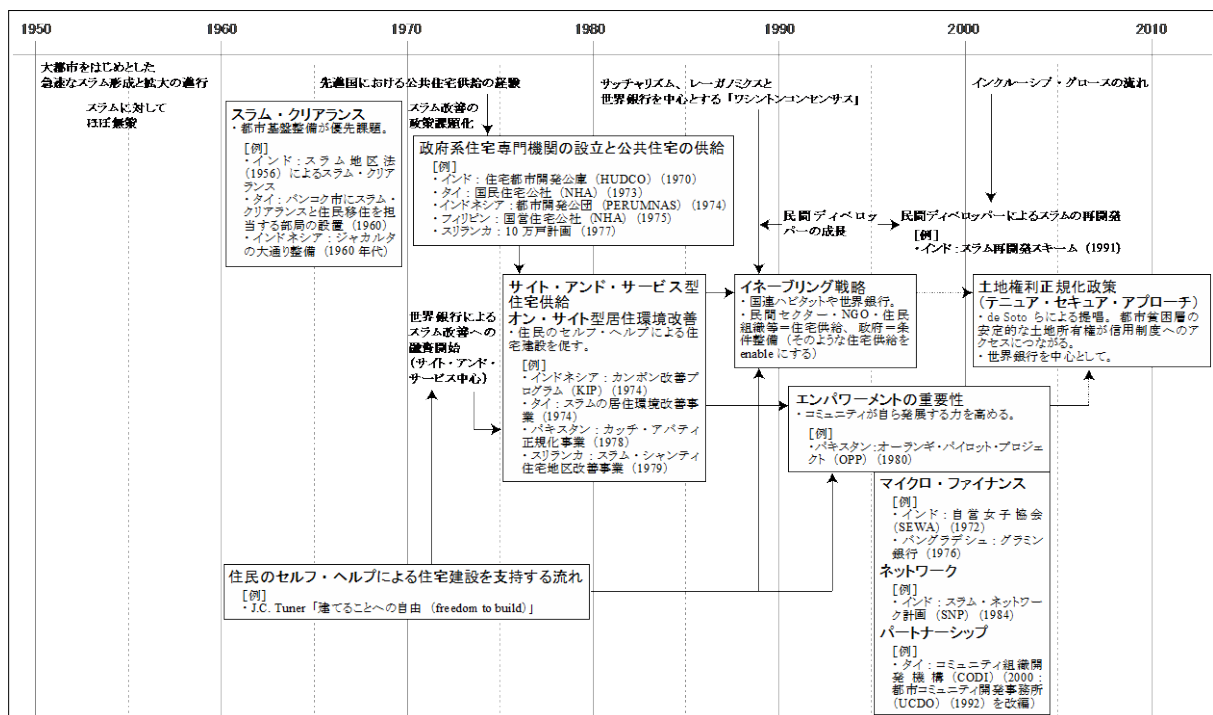 1950
1960
1970
1980
1990
2000
2010
大都市をはじめとした
急速なスラム形成と拡大の進行
スラムに対して
ほぼ無策
スラム・クリアランス
・都市基盤整備が優先課題。
[例]
・インド：スラム地区法
(1956) によるスラム・クリ
アランス
・タイ：バンコク市にスラム・
クリアランスと住民移住を担
当する部局の設置 (1960)
・インドネシア：ジャカルタ
の大通り整備 (1960 年代)
先進国における公共住宅供給の経験
スラム改善の
政策課題化
政府系住宅専門機関の設立と公共住宅の供給
[例]
・インド：住宅都市開発公庫 (HUDCO) (1970)
・タイ：国民住宅公社 (NHA) (1973)
・インドネシア：都市開発公団 (PERUMNAS) (1974)
・フィリピン：国営住宅公社 (NHA) (1975)
・スリランカ：10 万戸計画 (1977)
サッチャリズム、レーガノミクスと
世界銀行を中心とする「ワシントンコンセンサス」
インクルーシブ・グロースの流れ
民間ディベロッ
パーの成長
民間ディベロッパーによるスラムの再開発
[例]
・インド：スラム再開発スキーム (1991)
世界銀行による
スラム改善への
融資開始
(サイト・アンド・
サービス中心)
サイト・アンド・サービス型
住宅供給
オン・サイト型居住環境改善
・住民のセルフ・ヘルプによる住
宅建設を促す。
[例]
・インドネシア：カンポン改善プ
ログラム (KIP) (1974)
・タイ：スラムの居住環境改善事
業 (1974)
・パキスタン：カッチ・アバディ
正規化事業 (1978)
・スリランカ：スラム・シャンティ
住宅地区改善事業 (1979)
イネーブリング戦略
・国連ハビタットや世界銀行。
・民間セクター・NGO・住民
組織等＝住宅供給、政府＝条
件整備 (そのような住宅供給を
enable にする)
土地権利正規化政策
(テニュア・セキュア・アプローチ)
・de Soto らによる提唱。都市貧困層
の安定的な土地所有権が信用制度への
アクセスにつながる。
・世界銀行を中心として。
エンパワーメントの重要性
・コミュニティが自ら発展する力を高める。
[例]
・パキスタン：オーランギ・パイロット・プロジェ
クト (OPP) (1980)
マイクロ・ファイナンス
[例]
・インド：自営女子協会
(SEWA) (1972)
・バングラデシュ：グラミン
銀行 (1976)
ネットワーク
[例]
・インド：スラム・ネットワー
ク計画 (SNP) (1984)
パートナーシップ
[例]
・タイ：コミュニティ組織開
発機構 (CODI) (2000：
都市コミュニティ開発事務所
(UCDO) (1992) を改編)
住民のセルフ・ヘルプによる住宅建設を支持する流れ
[例]
・J.C. Tuner「建てることへの自由 (freedom to build)」